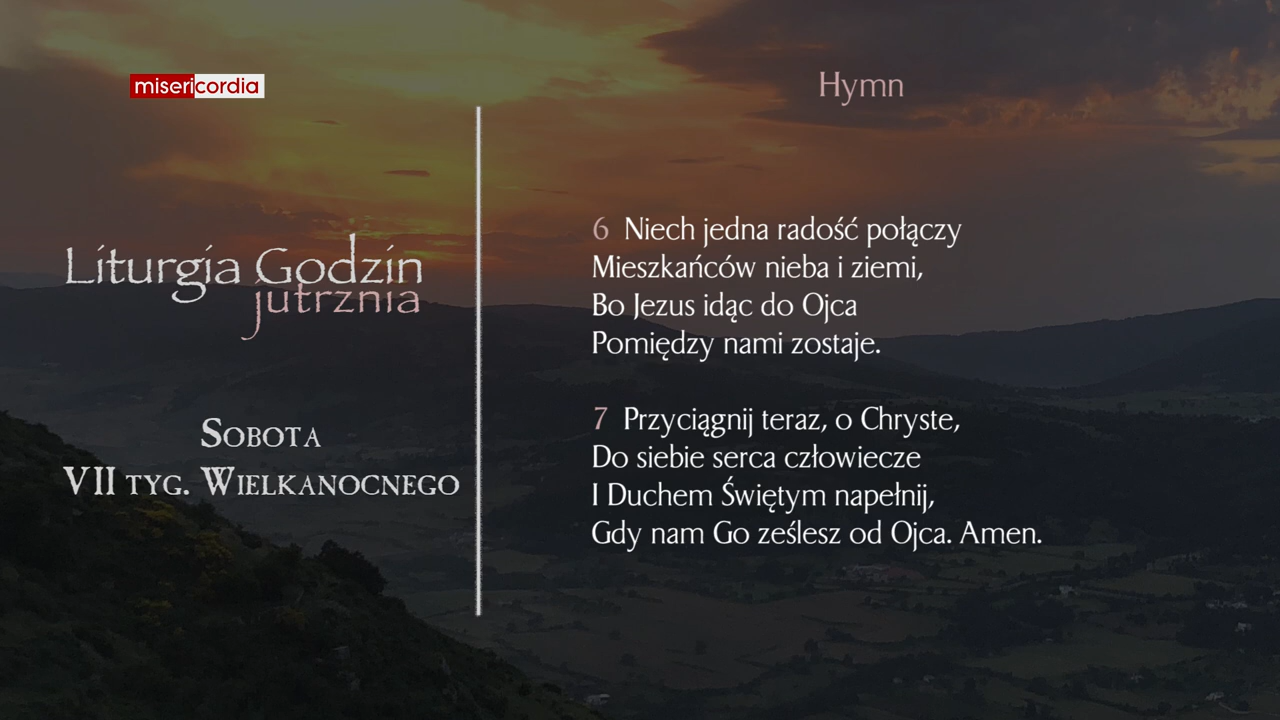 misericordia
Liturgia Godzin
jutrznia
Sobota
VII tyg. Wielkanocnego
Hymn
6 Niech jedna radość połączy
Mieszkańców nieba i ziemi,
Bo Jezus idąc do Ojca
Pomiędzy nami zostaje.
7 Przyciągnij teraz, o Chryste,
Do siebie serca człowiecze
I Duchem Świętym napełnij,
Gdy nam Go ześlesz od Ojca. Amen.